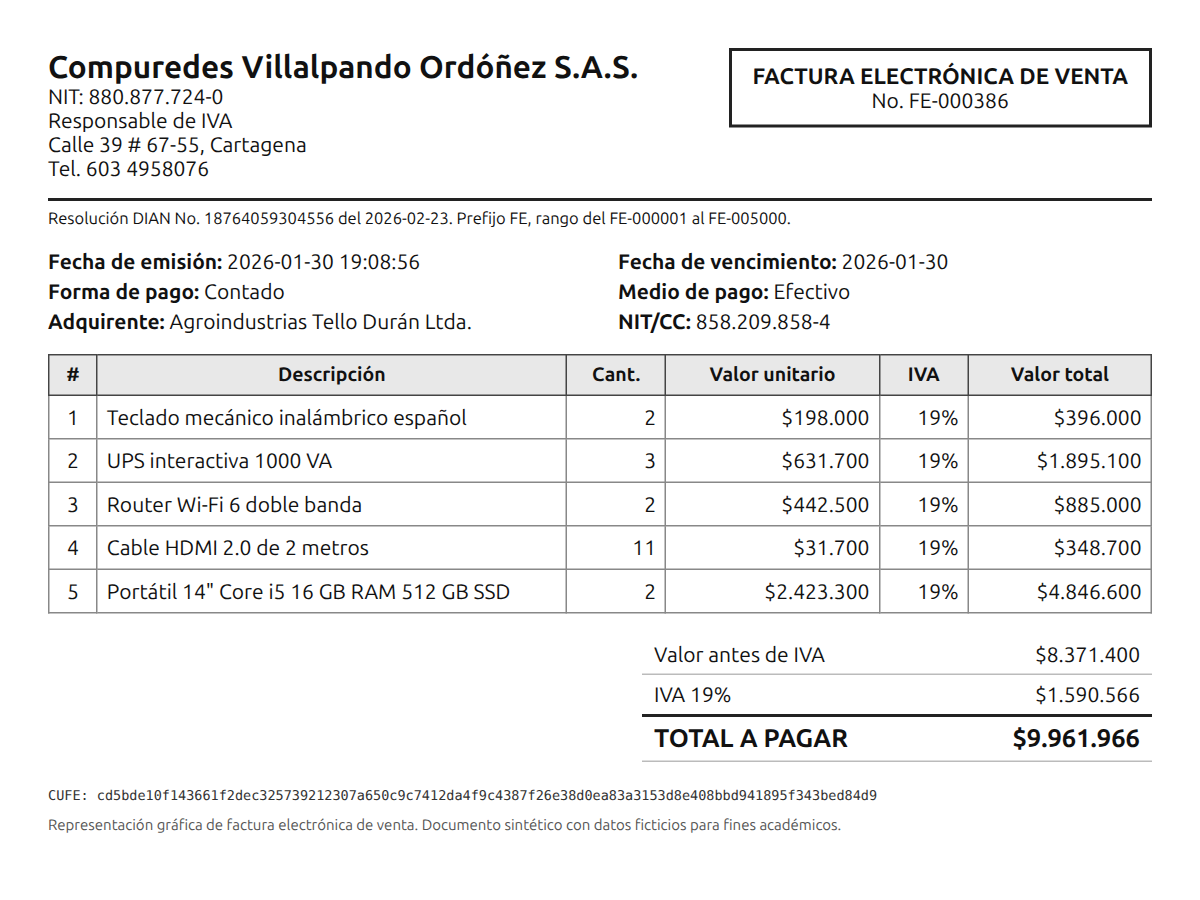 Compuredes Villalpando Ordóñez S.A.S.
NIT: 880.877.724-0
Responsable de IVA
Calle 39 # 67-55, Cartagena
Tel. 603 4958076
FACTURA ELECTRÓNICA DE VENTA
No. FE-000386
Resolución DIAN No. 18764059304556 del 2026-02-23. Prefijo FE, rango del FE-000001 al FE-005000.
Fecha de emisión: 2026-01-30 19:08:56 Fecha de vencimiento: 2026-01-30
Forma de pago: Contado Medio de pago: Efectivo
Adquirente: Agroindustrias Tello Durán Ltda. NIT/CC: 858.209.858-4
# Descripción Cant. Valor unitario IVA Valor total
1 Teclado mecánico inalámbrico español 2 $198.000 19% $396.000
2 UPS interactiva 1000 VA 3 $631.700 19% $1.895.100
3 Router Wi-Fi 6 doble banda 2 $442.500 19% $885.000
4 Cable HDMI 2.0 de 2 metros 11 $31.700 19% $348.700
5 Portátil 14" Core i5 16 GB RAM 512 GB SSD 2 $2.423.300 19% $4.846.600
Valor antes de IVA $8.371.400
IVA 19% $1.590.566
TOTAL A PAGAR $9.961.966
CUFE: cd5bde10f143661f2dec325739212307a650c9c7412da4f9c4387f26e38d0ea83a3153d8e408bbd941895f343bed84d9
Representación gráfica de factura electrónica de venta. Documento sintético con datos ficticios para fines académicos.